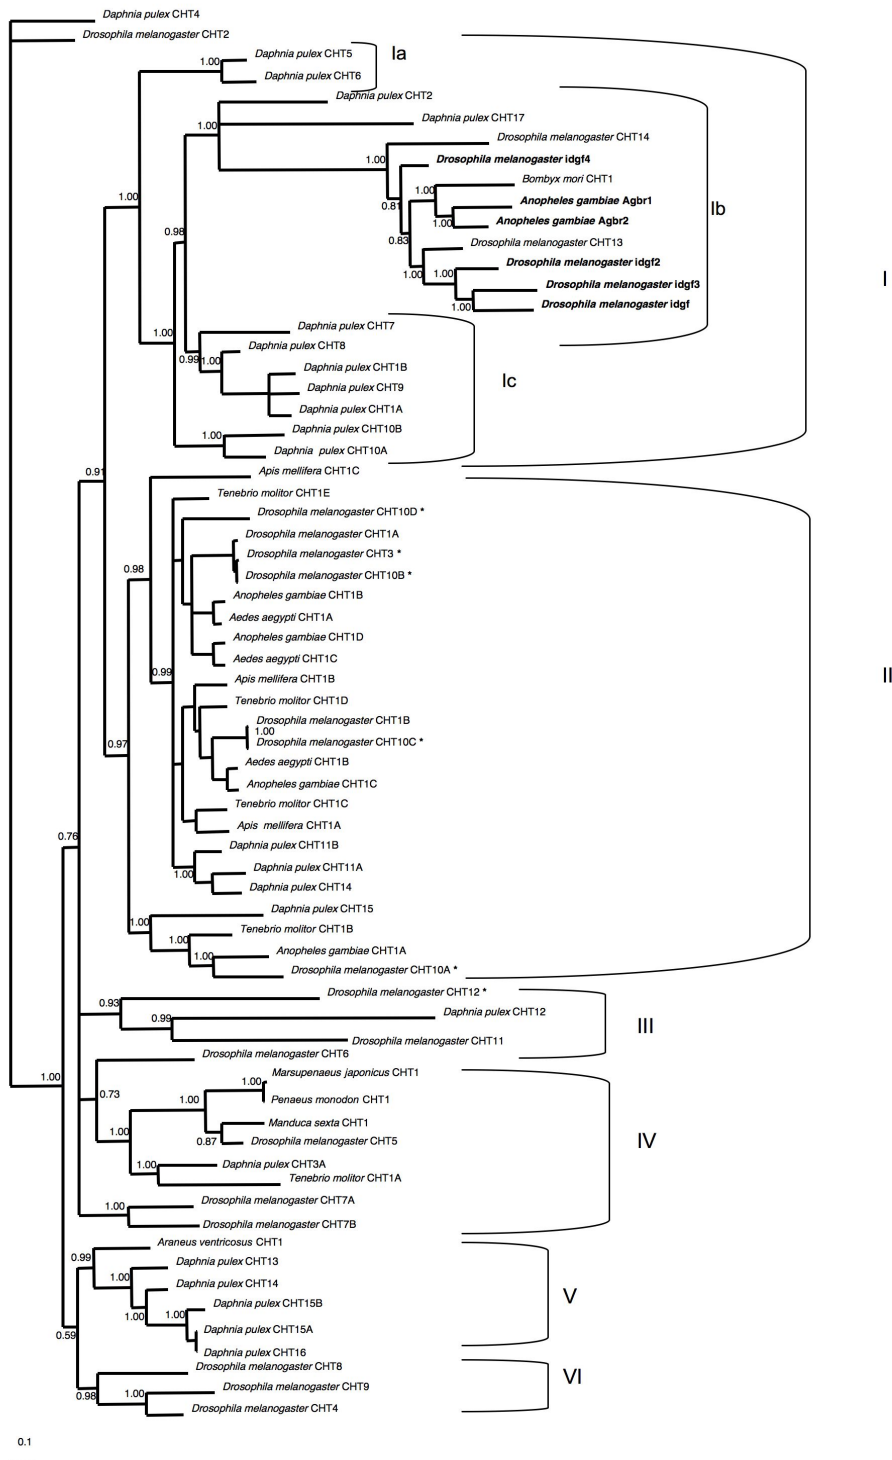 Daphnia pulex CHT4
Drosophila melanogaster CHT2
Daphnia pulex CHT5
1.00
Ia
Daphnia pulex CHT6
Daphnia pulex CHT2
Daphnia pulex CHT17
1.00
Drosophila melanogaster CHT14
1.00
Drosophila melanogaster idgf4
Bombyx mori CHT1
1.00
1.00
Anopheles gambiae Agbr1
0.81
Ib
Anopheles gambiae Agbr2
1.00
0.98
0.83
Drosophila melanogaster CHT13
Drosophila melanogaster idgf2
1.00
1.00
I
Drosophila melanogaster idgf3
Drosophila melanogaster idgf
1.00
Daphnia pulex CHT7
1.00
Daphnia pulex CHT8
0.99
1.00
Daphnia pulex CHT1B
Ic
Daphnia pulex CHT9
Daphnia pulex CHT1A
Daphnia pulex CHT10B
1.00
Daphnia pulex CHT10A
0.91
Apis mellifera CHT1C
Tenebrio molitor CHT1E
Drosophila melanogaster CHT10D *
Drosophila melanogaster CHT1A
Drosophila melanogaster CHT3 *
0.98
Drosophila melanogaster CHT10B *
Anopheles gambiae CHT1B
Aedes aegypti CHT1A
Anopheles gambiae CHT1D
Aedes aegypti CHT1C
0.99
II
Apis mellifera CHT1B
Tenebrio molitor CHT1D
Drosophila melanogaster CHT1B
1.00
0.97
Drosophila melanogaster CHT10C *
Aedes aegypti CHT1B
Anopheles gambiae CHT1C
Tenebrio molitor CHT1C
Apis mellifera CHT1A
0.76
Daphnia pulex CHT11B
Daphnia pulex CHT11A
1.00
Daphnia pulex CHT14
Daphnia pulex CHT15
1.00
Tenebrio molitor CHT1B
1.00
Anopheles gambiae CHT1A
1.00
Drosophila melanogaster CHT10A *
Drosophila melanogaster CHT12 *
0.93
Daphnia pulex CHT12
0.99
III
Drosophila melanogaster CHT11
Drosophila melanogaster CHT6
1.00
Marsupenaeus japonicus CHT1
1.00
0.73
1.00
Penaeus monodon CHT1
Manduca sexta CHT1
1.00
0.87
Drosophila melanogaster CHT5
IV
1.00
Daphnia pulex CHT3A
Tenebrio molitor CHT1A
Drosophila melanogaster CHT7A
1.00
Drosophila melanogaster CHT7B
Araneus ventricosus CHT1
0.99
Daphnia pulex CHT13
1.00
Daphnia pulex CHT14
V
Daphnia pulex CHT15B
1.00
1.00
Daphnia pulex CHT15A
0.59
Daphnia pulex CHT16
Drosophila melanogaster CHT8
VI
Drosophila melanogaster CHT9
0.98
1.00
Drosophila melanogaster CHT4
0.1